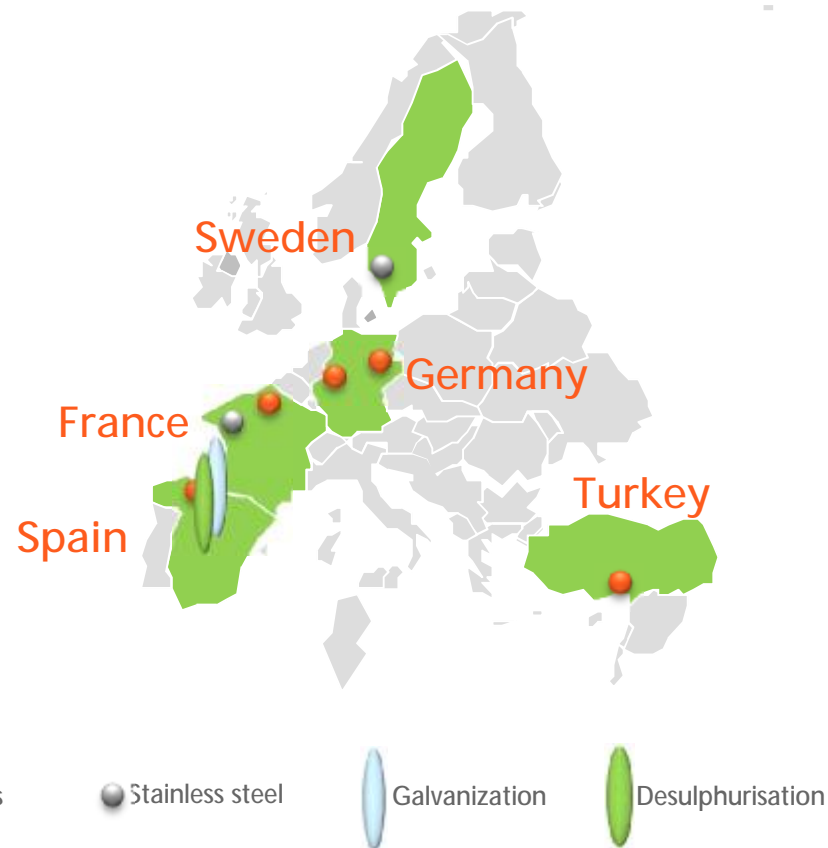 Sweden
Germany
France
Turkey
Spain
s
Stainless steel
Galvanization
Desulphurisation